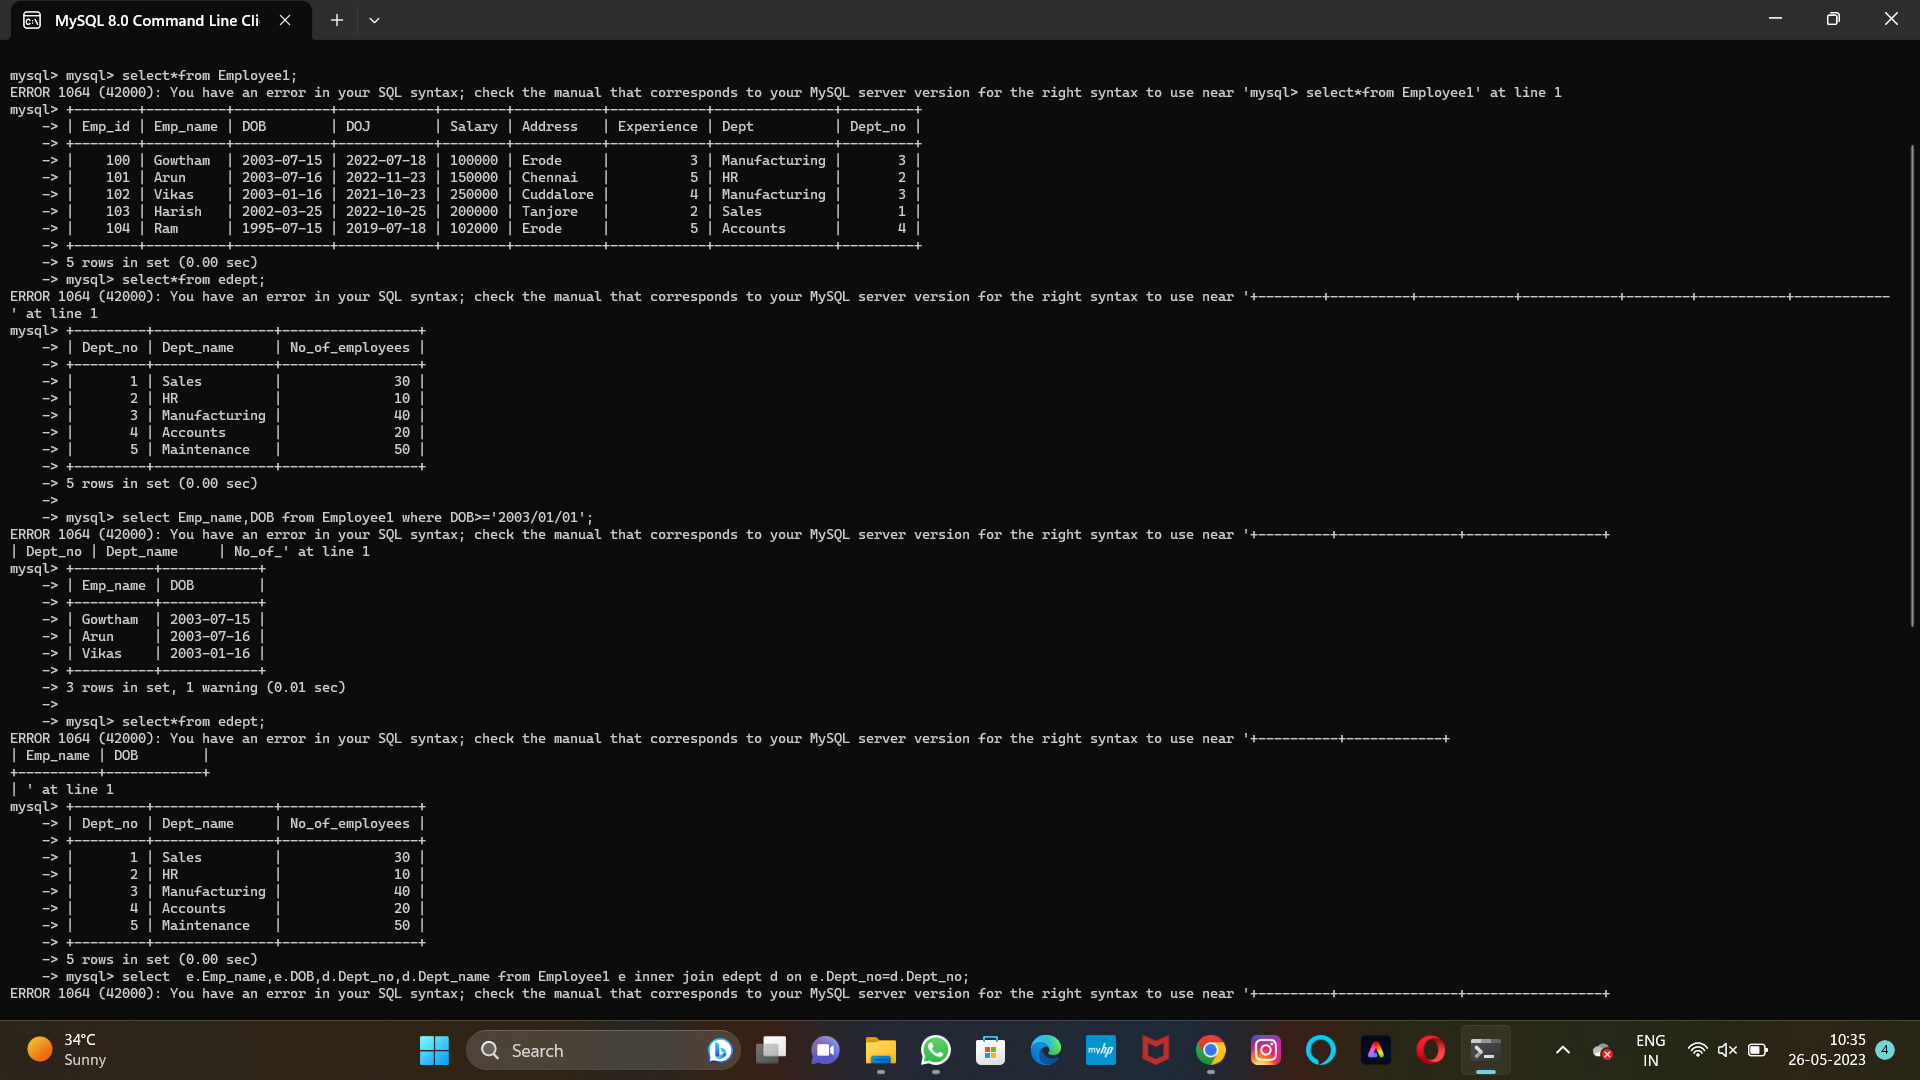 MySQL 8.0 Command Line Cli
mysql> mysql> select*from Employee1;
ERROR 1064 (42000): You have an error in your SQL syntax; check the manual that corresponds to your MySQL server version for the right syntax to use near 'mysql> select*from Employee1' at line 1
mysql> +--------+----------+------------+------------+--------+-----------+------------+---------------+---------+
-> | Emp_id | Emp_name | DOB        | DOJ        | Salary | Address   | Experience | Dept          | Dept_no |
-> +--------+----------+------------+------------+--------+-----------+------------+---------------+---------+
-> |    100 | Gowtham  | 2003-07-15 | 2022-07-18 | 100000 | Erode     |          3 | Manufacturing |       3 |
-> |    101 | Arun     | 2003-07-16 | 2022-11-23 | 150000 | Chennai   |          5 | HR            |       2 |
-> |    102 | Vikas    | 2003-01-16 | 2021-10-23 | 250000 | Cuddalore |          4 | Manufacturing |       3 |
-> |    103 | Harish   | 2002-03-25 | 2022-10-25 | 200000 | Tanjore   |          2 | Sales         |       1 |
-> |    104 | Ram      | 1995-07-15 | 2019-07-18 | 102000 | Erode     |          5 | Accounts      |       4 |
-> +--------+----------+------------+------------+--------+-----------+------------+---------------+---------+
-> 5 rows in set (0.00 sec)
-> mysql> select*from edept;
ERROR 1064 (42000): You have an error in your SQL syntax; check the manual that corresponds to your MySQL server version for the right syntax to use near '+--------+----------+------------+------------+--------+-----------+------------
' at line 1
mysql> +---------+---------------+-----------------+
-> | Dept_no | Dept_name     | No_of_employees |
-> +---------+---------------+-----------------+
-> |       1 | Sales         |              30 |
-> |       2 | HR            |              10 |
-> |       3 | Manufacturing |              40 |
-> |       4 | Accounts      |              20 |
-> |       5 | Maintenance   |              50 |
-> +---------+---------------+-----------------+
-> 5 rows in set (0.00 sec)
->
-> mysql> select Emp_name,DOB from Employee1 where DOB>='2003/01/01';
ERROR 1064 (42000): You have an error in your SQL syntax; check the manual that corresponds to your MySQL server version for the right syntax to use near '+---------+---------------+-----------------+
| Dept_no | Dept_name     | No_of_' at line 1
mysql> +----------+------------+
-> | Emp_name | DOB        |
-> +----------+------------+
-> | Gowtham  | 2003-07-15 |
-> | Arun     | 2003-07-16 |
-> | Vikas    | 2003-01-16 |
-> +----------+------------+
-> 3 rows in set, 1 warning (0.01 sec)
->
-> mysql> select*from edept;
ERROR 1064 (42000): You have an error in your SQL syntax; check the manual that corresponds to your MySQL server version for the right syntax to use near '+----------+------------+
| Emp_name | DOB        |
+----------+------------+
| ' at line 1
mysql> +---------+---------------+-----------------+
-> | Dept_no | Dept_name     | No_of_employees |
-> +---------+---------------+-----------------+
-> |       1 | Sales         |              30 |
-> |       2 | HR            |              10 |
-> |       3 | Manufacturing |              40 |
-> |       4 | Accounts      |              20 |
-> |       5 | Maintenance   |              50 |
-> +---------+---------------+-----------------+
-> 5 rows in set (0.00 sec)
-> mysql> select  e.Emp_name,e.DOB,d.Dept_no,d.Dept_name from Employee1 e inner join edept d on e.Dept_no=d.Dept_no;
ERROR 1064 (42000): You have an error in your SQL syntax; check the manual that corresponds to your MySQL server version for the right syntax to use near '+---------+---------------+-----------------+
34°C
Sunny
Search
myhp
ENG
IN
10:35
26-05-2023
4